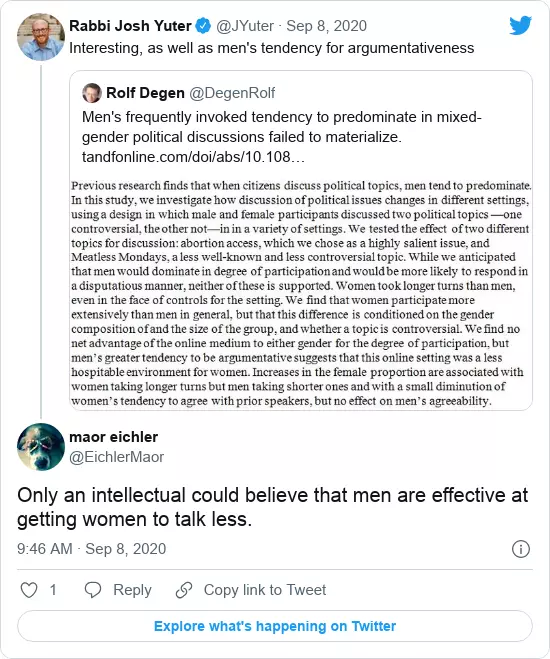 Rabbi Josh Yuter @JYuter · Sep 8, 2020
Interesting, as well as men's tendency for argumentativeness
Rolf Degen @DegenRolf
Men's frequently invoked tendency to predominate in mixed-
gender political discussions failed to materialize.
tandfonline.com/doi/abs/10.108…
Previous research finds that when citizens discuss political topics, men tend to predominate.
In this study, we investigate how discussion of political issues changes in different settings,
using a design in which male and female participants discussed two political topics —one
controversial, the other not—in in a variety of settings. We tested the effect of two different
topics for discussion: abortion access, which we chose as a highly salient issue, and
Meatless Mondays, a less well-known and less controversial topic. While we anticipated
that men would dominate in degree of participation and would be more likely to respond in
a disputatious manner, neither of these is supported. Women took longer turns than men,
even in the face of controls for the setting. We find that women participate more
extensively than men in general, but that this difference is conditioned on the gender
composition of and the size of the group, and whether a topic is controversial. We find no
net advantage of the online medium to either gender for the degree of participation, but
men's greater tendency to be argumentative suggests that this online setting was a less
hospitable environment for women. Increases in the female proportion are associated with
women taking longer turns but men taking shorter ones and with a small diminution of
women's tendency to agree with prior speakers, but no effect on men's agreeability.
maor eichler
@EichlerMaor
Only an intellectual could believe that men are effective at
getting women to talk less.
9:46 AM · Sep 8, 2020
1 Reply Copy link to Tweet
Explore what's happening on Twitter